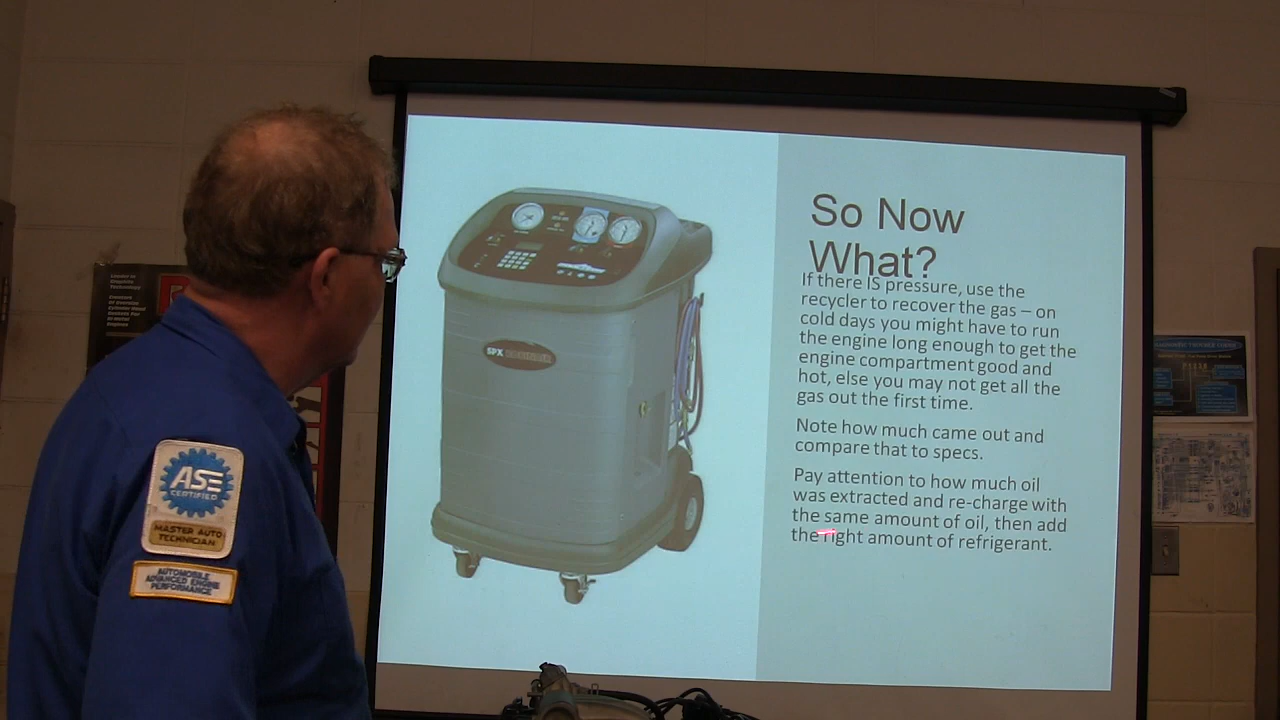 So Now
What?
If there IS pressure, use the
recycler to recover the gas – on
cold days you might have to run
the engine long enough to get the
engine compartment good and
hot, else you may not get all the
gas out the first time.
Note how much came out and
compare that to specs.
Pay attention to how much oil
was extracted and re-charge with
the same amount of oil, then add
the right amount of refrigerant.
SPX
ASE
CERTIFIED
MASTER AUTO
TECHNICIAN
AUTOMOBILE
ADVANCED ENGINE
PERFORMANCE